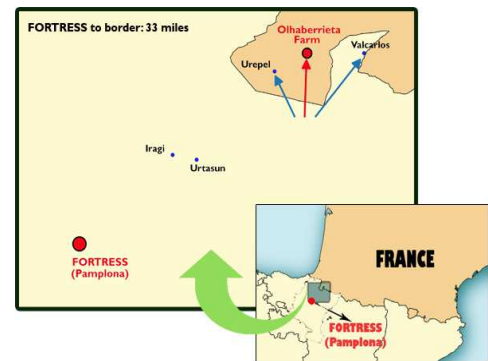 FORTRESS to border: 33 miles
Olhaberrieta
Farm
Valcarlos
Urepel
Iragi
Urtasun
FORTRESS
(Pamplona)
FRANCE
FORTRESS
(Pamplona)